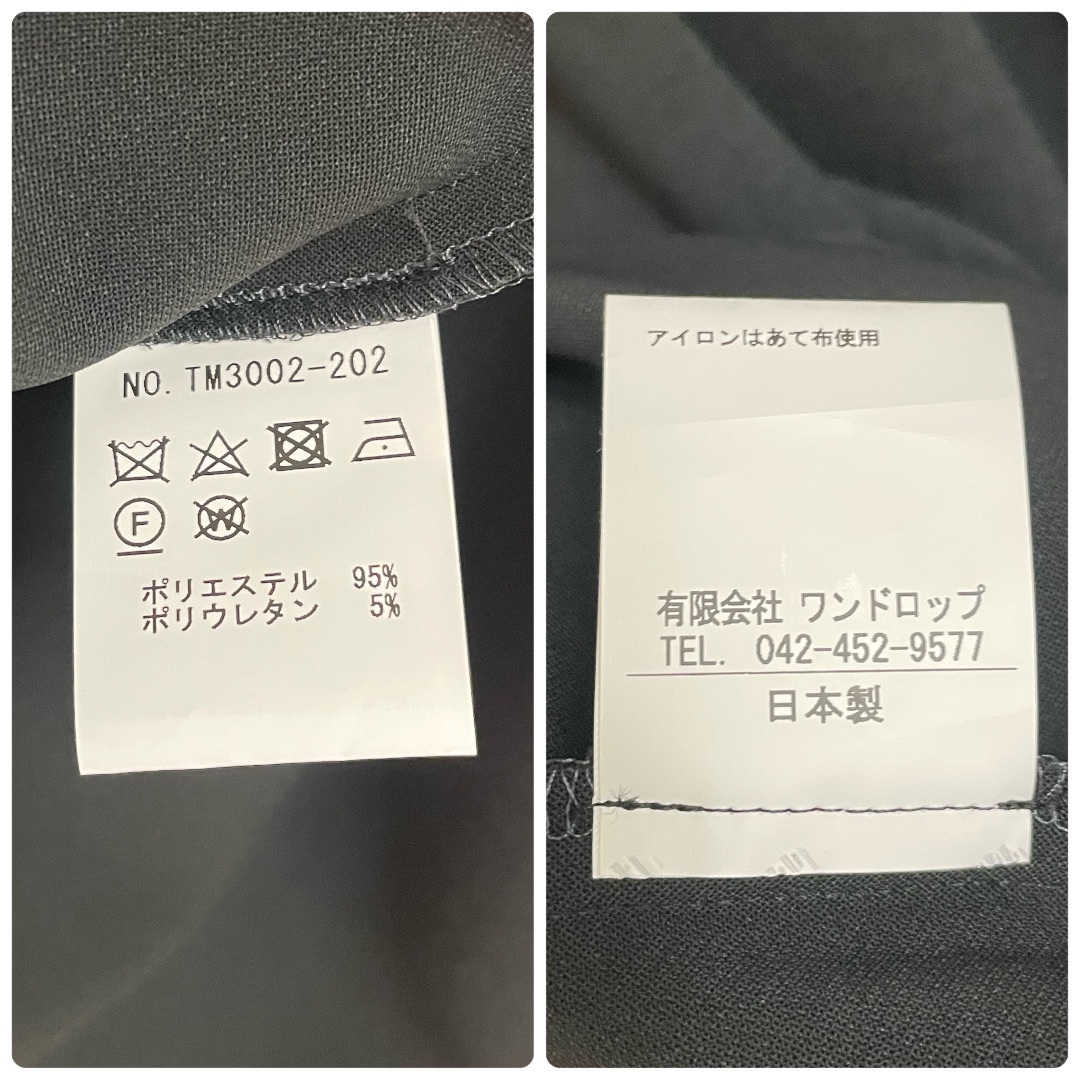 NO. TM3002-202
F
W
ポリエステル 95%
ポリウレタン 5%
アイロンはあて布使用
有限会社 ワンドロップ
TEL. 042-452-9577
日本製